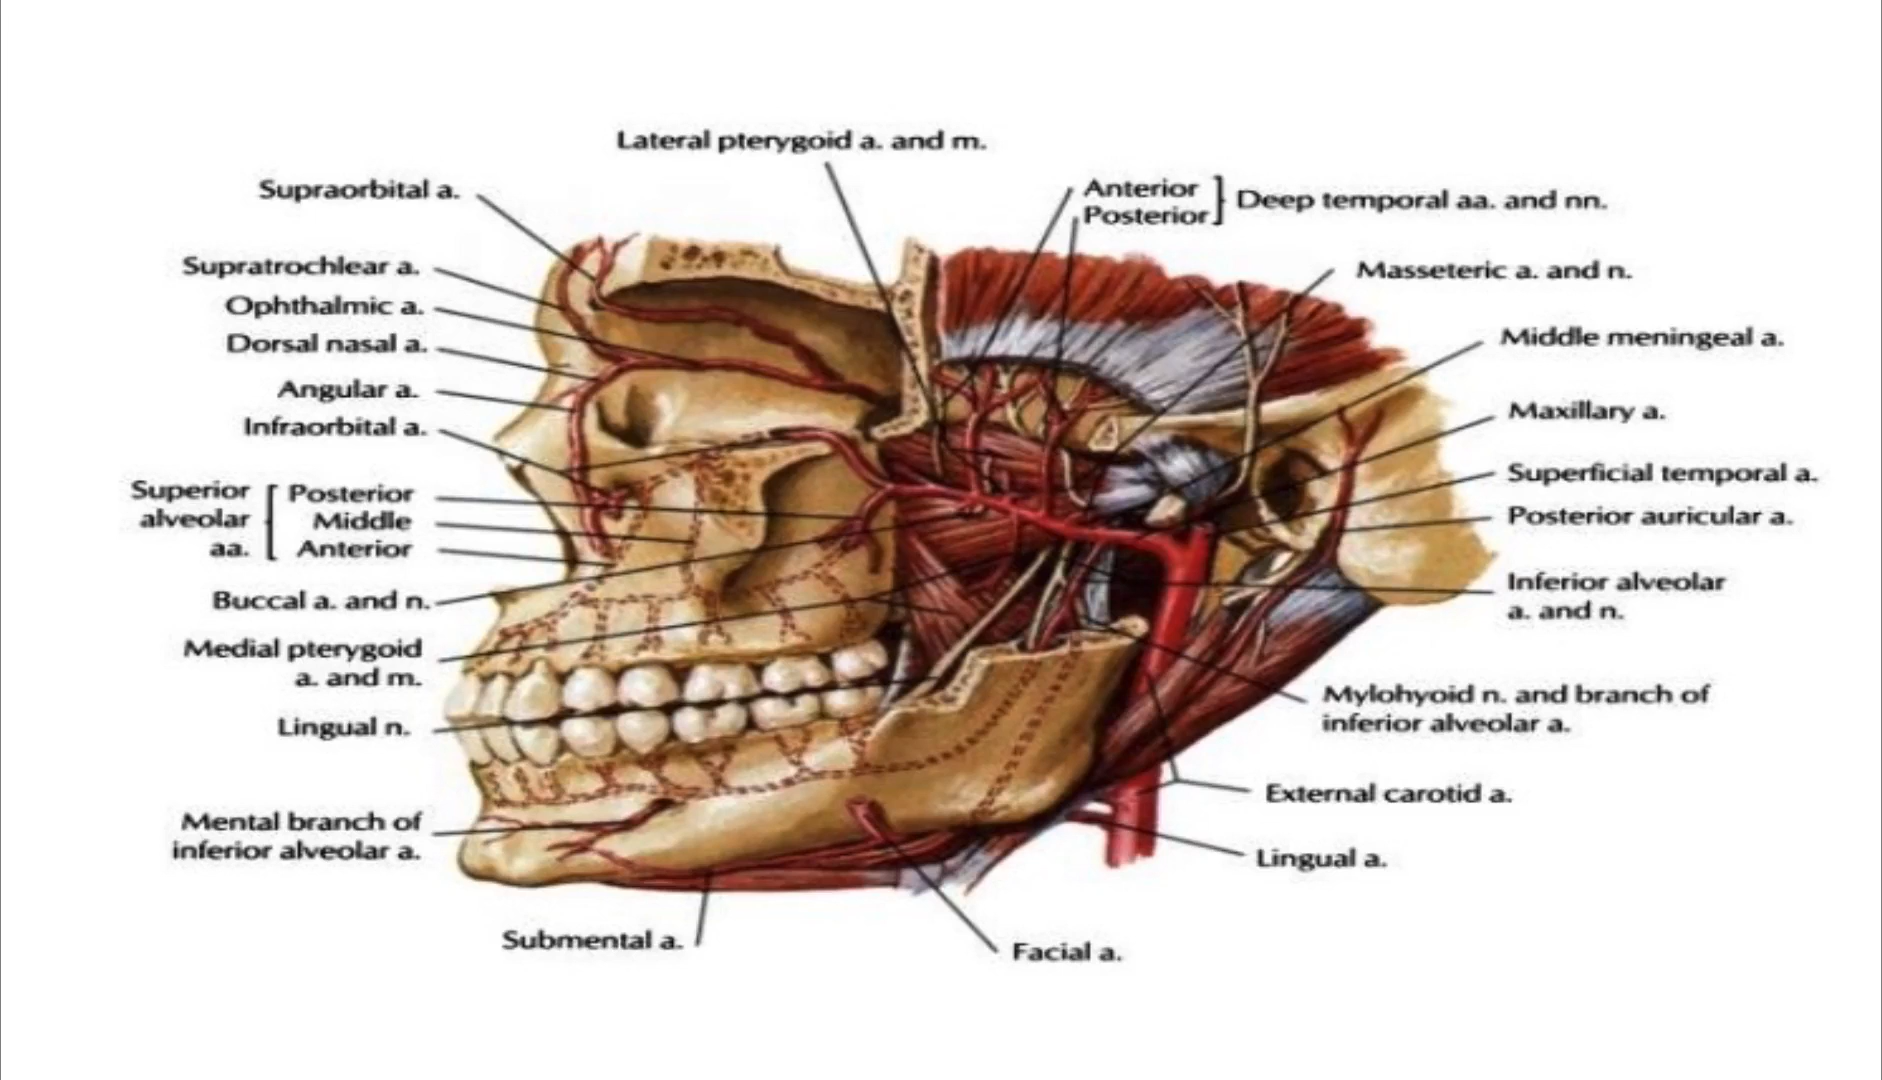 Lateral pterygoid a. and m.
Supraorbital a.
Supratrochlear a.
Ophthalmic a.
Dorsal nasal a.
Angular a.
Infraorbital a.
Superior
alveolar
aa.
Posterior
Middle
Anterior
Buccal a. and n.
Medial pterygoid
a. and m.
Lingual n.
Mental branch of
inferior alveolar a.
Submental a.
Anterior
Posterior
Deep temporal aa. and nn.
Masseteric a. and n.
Middle meningeal a.
Maxillary a.
Superficial temporal a.
Posterior auricular a.
Inferior alveolar
a. and n.
Mylohyoid n. and branch of
inferior alveolar a.
External carotid a.
Lingual a.
Facial a.